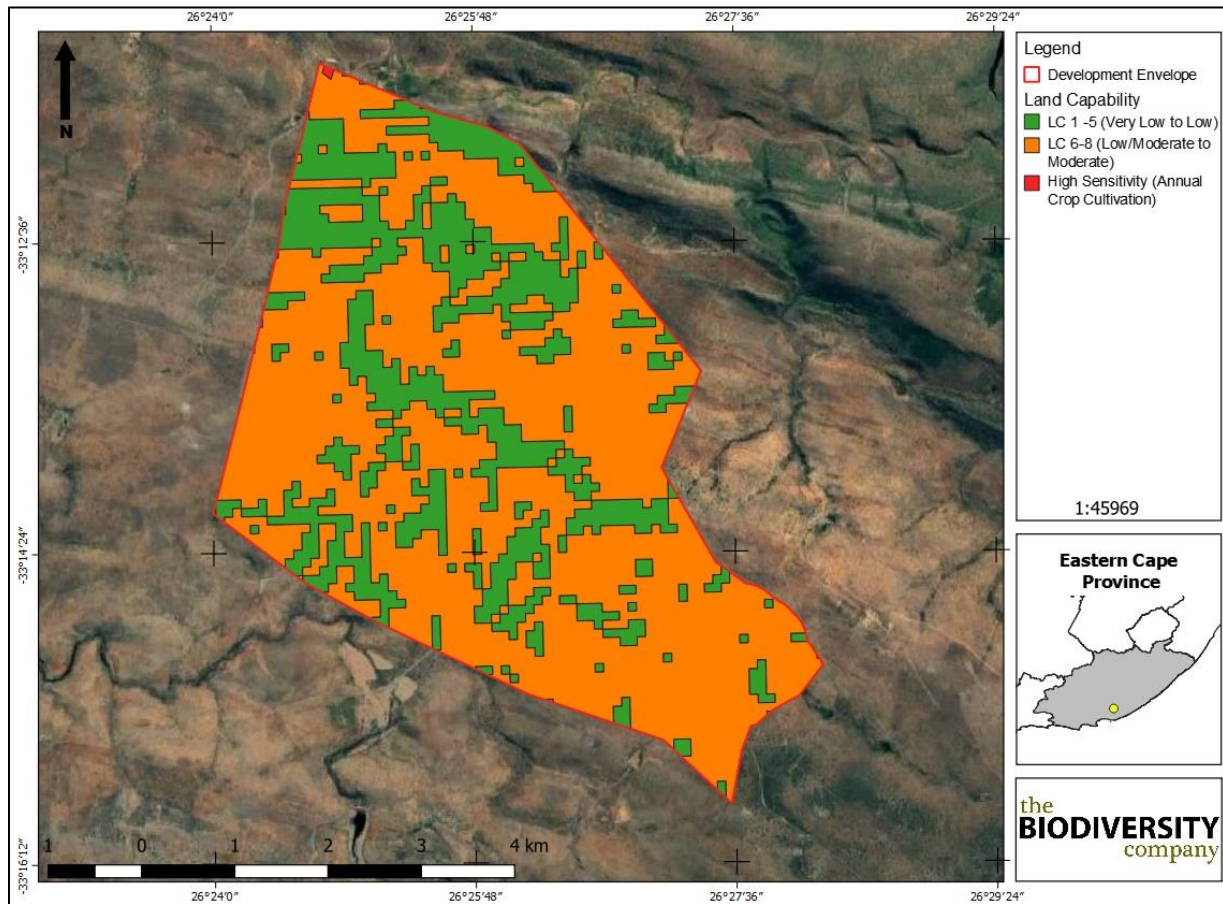 26°24'0" 26°25'48" 26°27'36" 26°29'24"
N
-33°12'36"
-33°14'24"
-33°16'12"
1 0 1 2 3 4 km
26°24'0" 26°25'48" 26°27'36" 26°29'24"
Legend
Development Envelope
Land Capability
LC 1 -5 (Very Low to Low)
LC 6-8 (Low/Moderate to
Moderate)
High Sensitivity (Annual
Crop Cultivation)
1:45969
Eastern Cape
Province
the
BIODIVERSITY
company